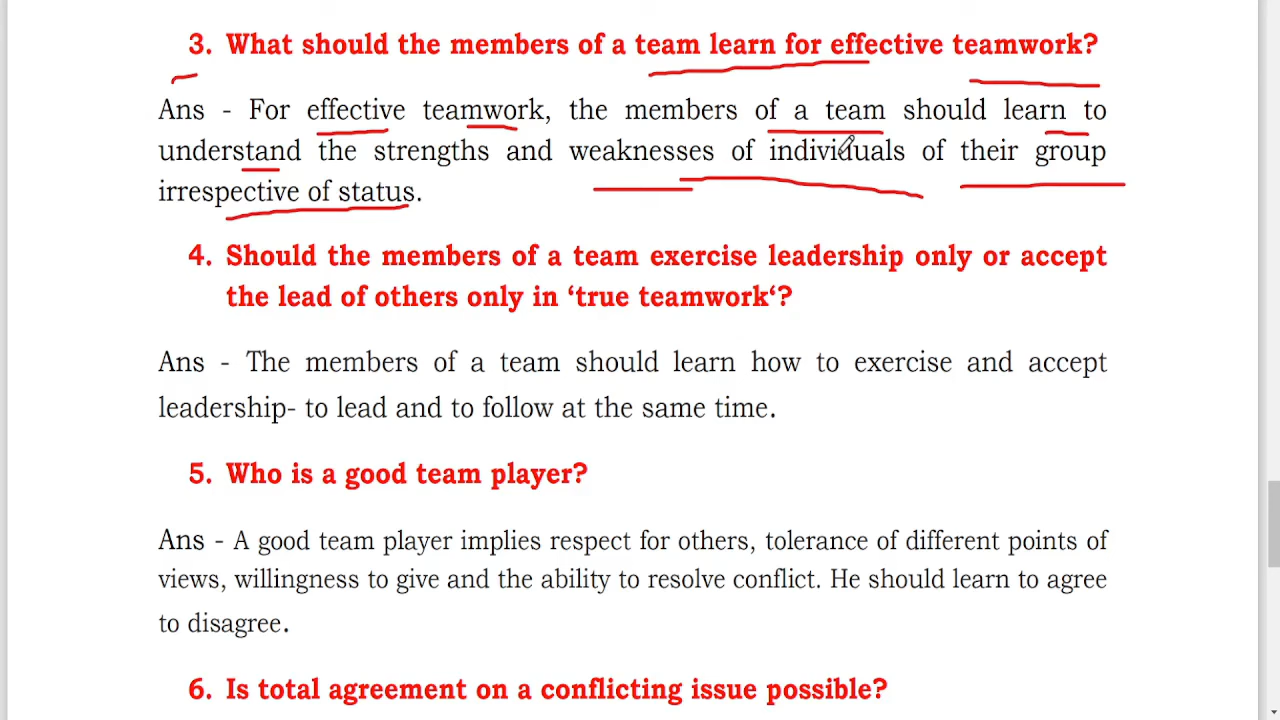 3. What should the members of a team learn for effective teamwork?
Ans - For effective teamwork, the members of a team should learn to
understand the strengths and weaknesses of individuals of their group
irrespective of status.
4. Should the members of a team exercise leadership only or accept
the lead of others only in ‘true teamwork‘?
Ans - The members of a team should learn how to exercise and accept
leadership- to lead and to follow at the same time.
5. Who is a good team player?
Ans - A good team player implies respect for others, tolerance of different points of
views, willingness to give and the ability to resolve conflict. He should learn to agree
to disagree.
6. Is total agreement on a conflicting issue possible?